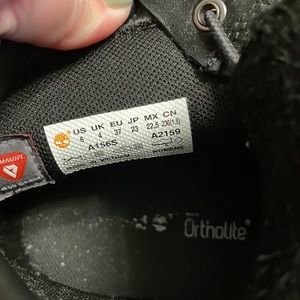 US UK EU JP MX CN
6 4 37 23 22,5 230(1.5)
A156S A2159
WOMENS
OrthoLite